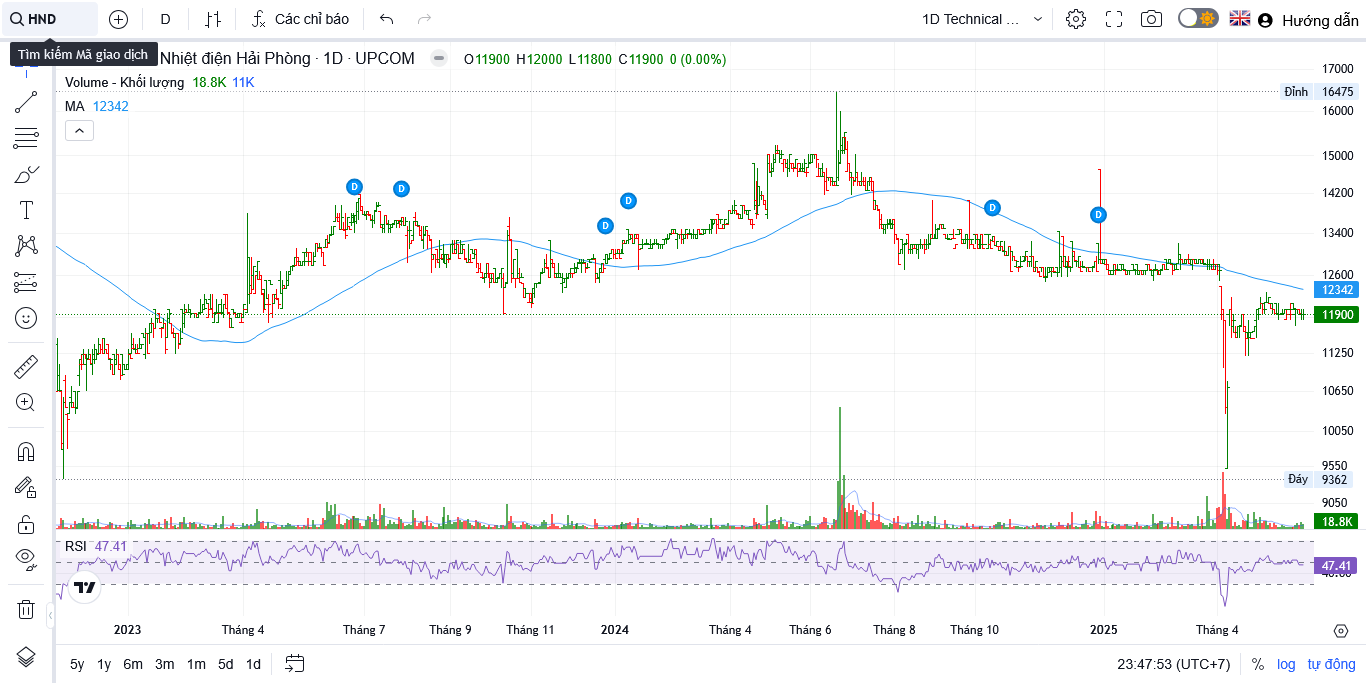 HND
D
Các chỉ báo
1D Technical ...
Hướng dẫn
Tìm kiếm Mã giao dịch
Nhiệt điện Hải Phòng · 1D · UPCOM
O11900 H12000 L11800 C11900 0 (0.00%)
Volume - Khối lượng 18.8K 11K
MA 12342
17000
Đỉnh 16475
16000
15000
14200
13400
12600
12342
11900
11250
10650
10050
9550
Đáy 9362
9050
18.8K
D
D
D
D
D
D
RSI 47.41
47.41
2023
Tháng 4
Tháng 7
Tháng 9
Tháng 11
2024
Tháng 4
Tháng 6
Tháng 8
Tháng 10
2025
Tháng 4
5y 1y 6m 3m 1m 5d 1d
23:47:53 (UTC+7)
% log tự động